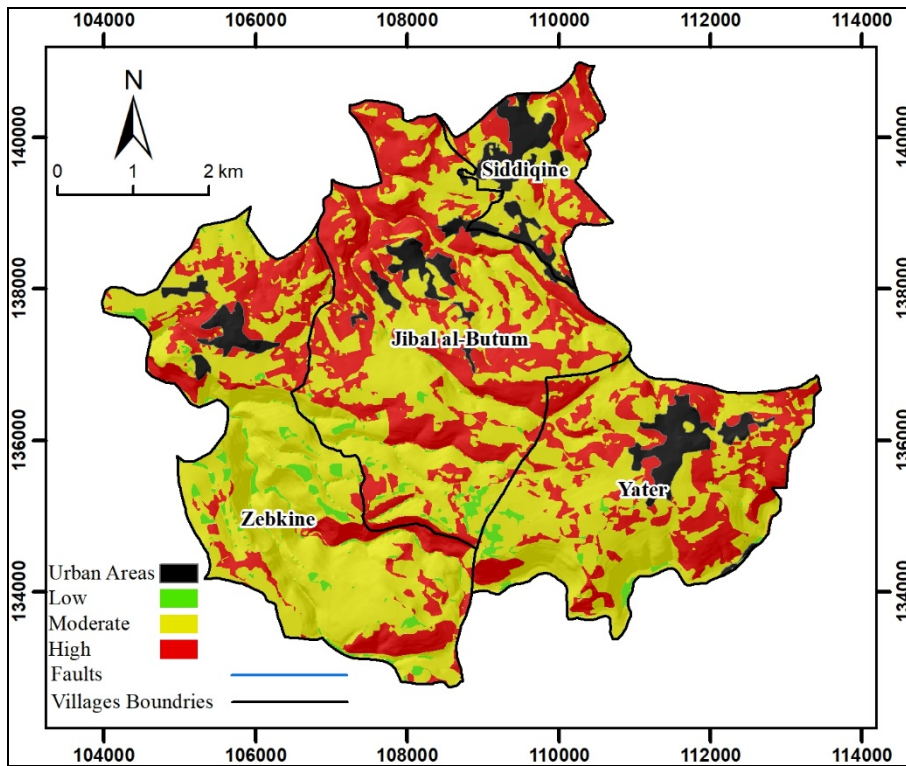 104000 106000 108000 110000 112000 114000
N
0 1 2 km
140000
138000
136000
134000
140000
138000
136000
134000
Siddiqine
Jibal al-Butum
Yater
Zebkine
Urban Areas
Low
Moderate
High
Faults
Villages Boundries
104000 106000 108000 110000 112000 114000